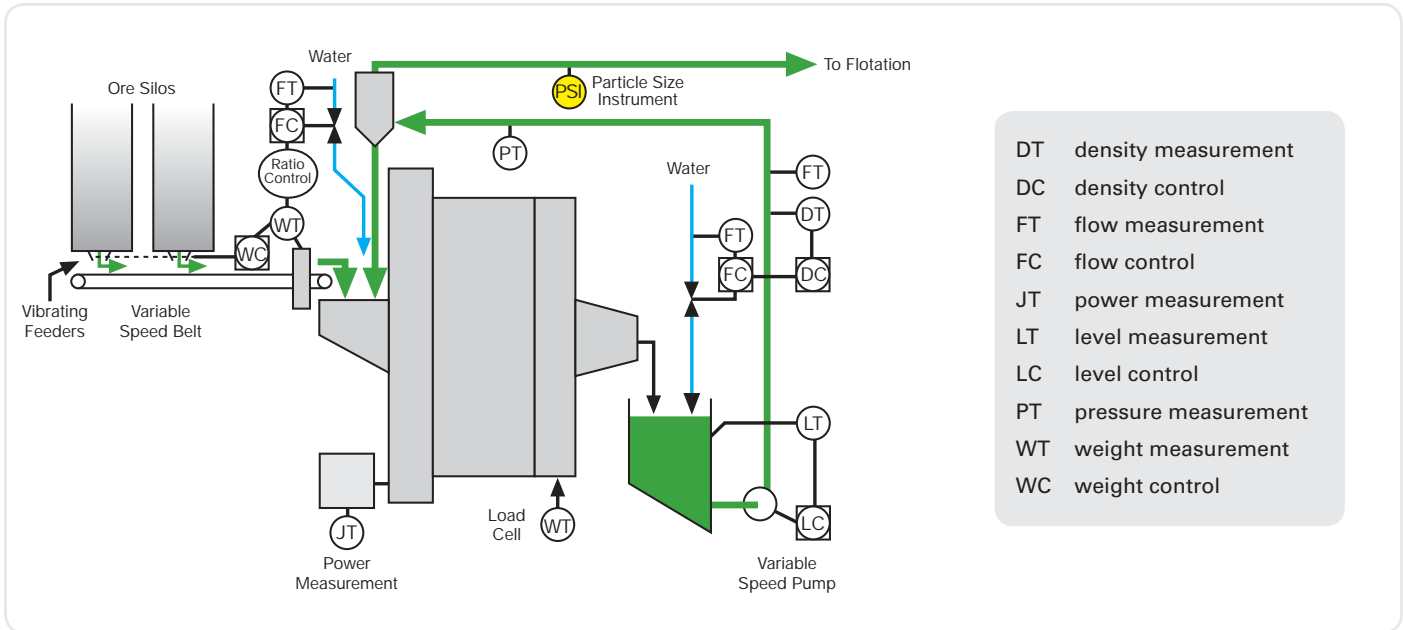 Water
To Flotation
FT
PSI
Particle Size
Instrument
Ore Silos
FC
PT
Ratio
Control
Water
FT
WT
DT
FT
WC
FC
DC
Vibrating
Feeders
Variable
Speed Belt
LT
Load
Cell
WT
LC
JT
Power
Measurement
Variable
Speed Pump
DT density measurement
DC density control
FT flow measurement
FC flow control
JT power measurement
LT level measurement
LC level control
PT pressure measurement
WT weight measurement
WC weight control